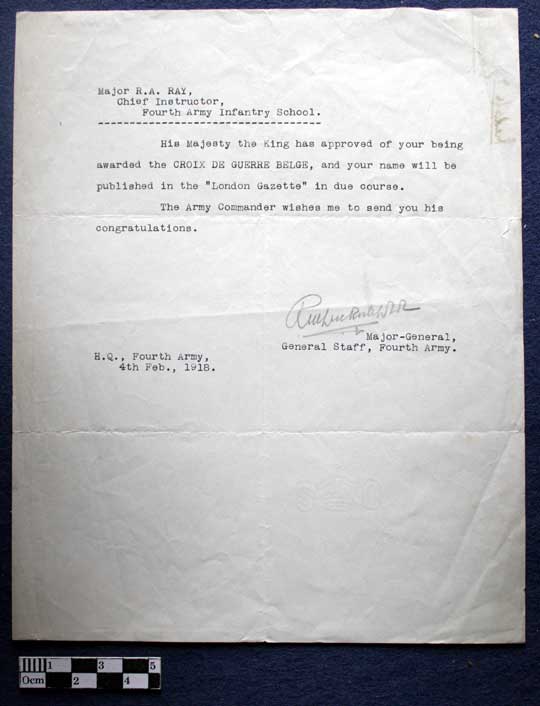 Major R.A. RAY,
Chief Instructor,
Fourth Army Infantry School.
His Majesty the King has approved of your being
awarded the CROIX DE GUERRE BELGE, and your name will be
published in the "London Gazette" in due course.
The Army Commander wishes me to send you his
congratulations.
Major-General,
General Staff, Fourth Army.
H.Q., Fourth Army,
4th Feb., 1918.
1 3 5
0cm 2 4